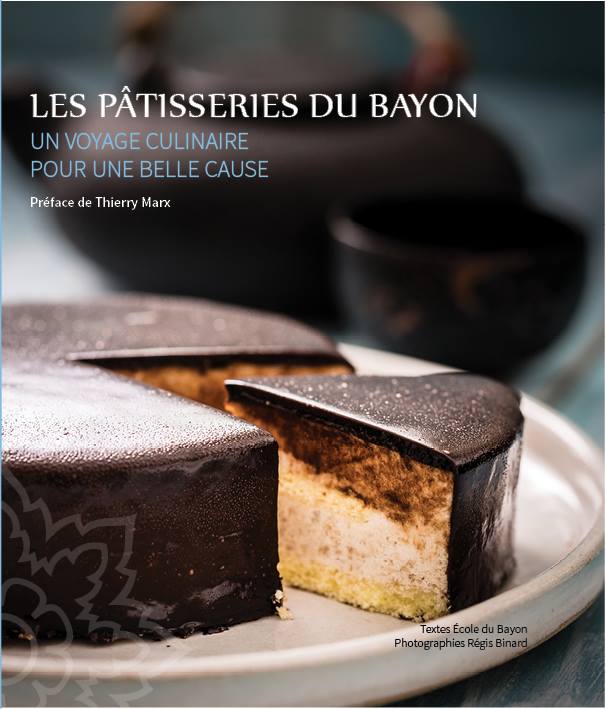 LES PÂTISSERIES DU BAYON
UN VOYAGE CULINAIRE
POUR UNE BELLE CAUSE
Préface de Thierry Marx
Textes École du Bayon
Photographies Régis Binard